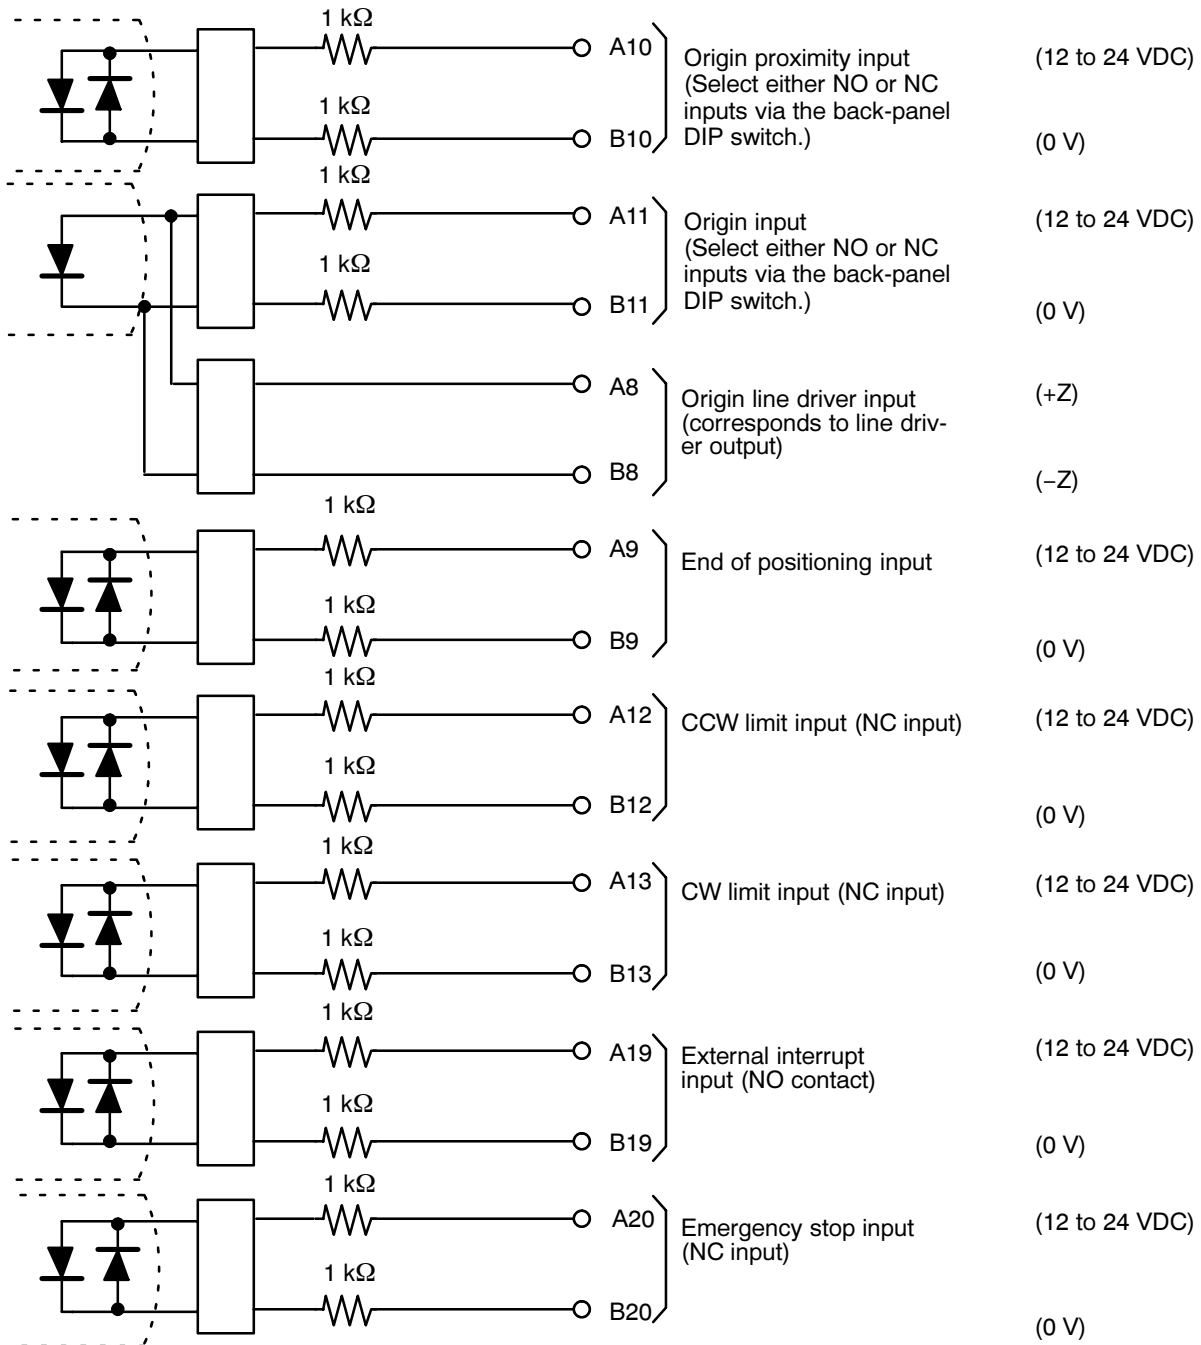 1 kΩ
A10
Origin proximity input
(Select either NO or NC
inputs via the back-panel
DIP switch.)
(12 to 24 VDC)
1 kΩ
B10
(0 V)
1 kΩ
A11
Origin input
(Select either NO or NC
inputs via the back-panel
DIP switch.)
(12 to 24 VDC)
1 kΩ
B11
(0 V)
A8
Origin line driver input
(corresponds to line driv-
er output)
(+Z)
B8
(−Z)
1 kΩ
A9
End of positioning input
(12 to 24 VDC)
1 kΩ
B9
(0 V)
1 kΩ
A12
CCW limit input (NC input)
(12 to 24 VDC)
1 kΩ
B12
(0 V)
1 kΩ
A13
CW limit input (NC input)
(12 to 24 VDC)
1 kΩ
B13
(0 V)
1 kΩ
A19
External interrupt
input (NO contact)
(12 to 24 VDC)
1 kΩ
B19
(0 V)
1 kΩ
A20
Emergency stop input
(NC input)
(12 to 24 VDC)
1 kΩ
B20
(0 V)